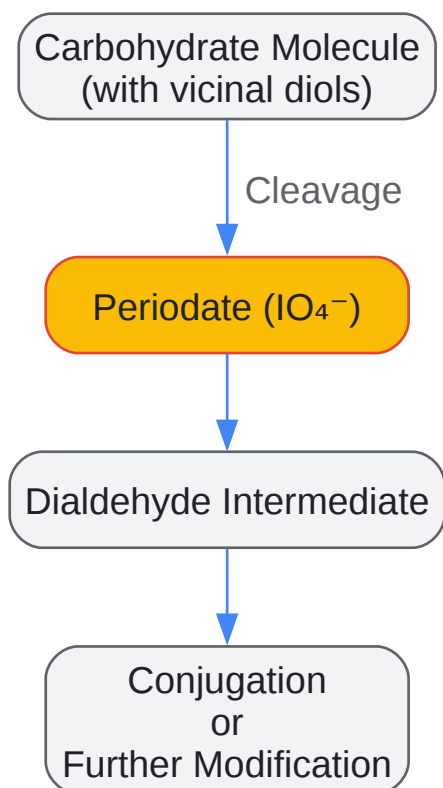 Carbohydrate Molecule
(with vicinal diols)
Cleavage
Periodate (IO₄⁻)
Dialdehyde Intermediate
Conjugation
or
Further Modification